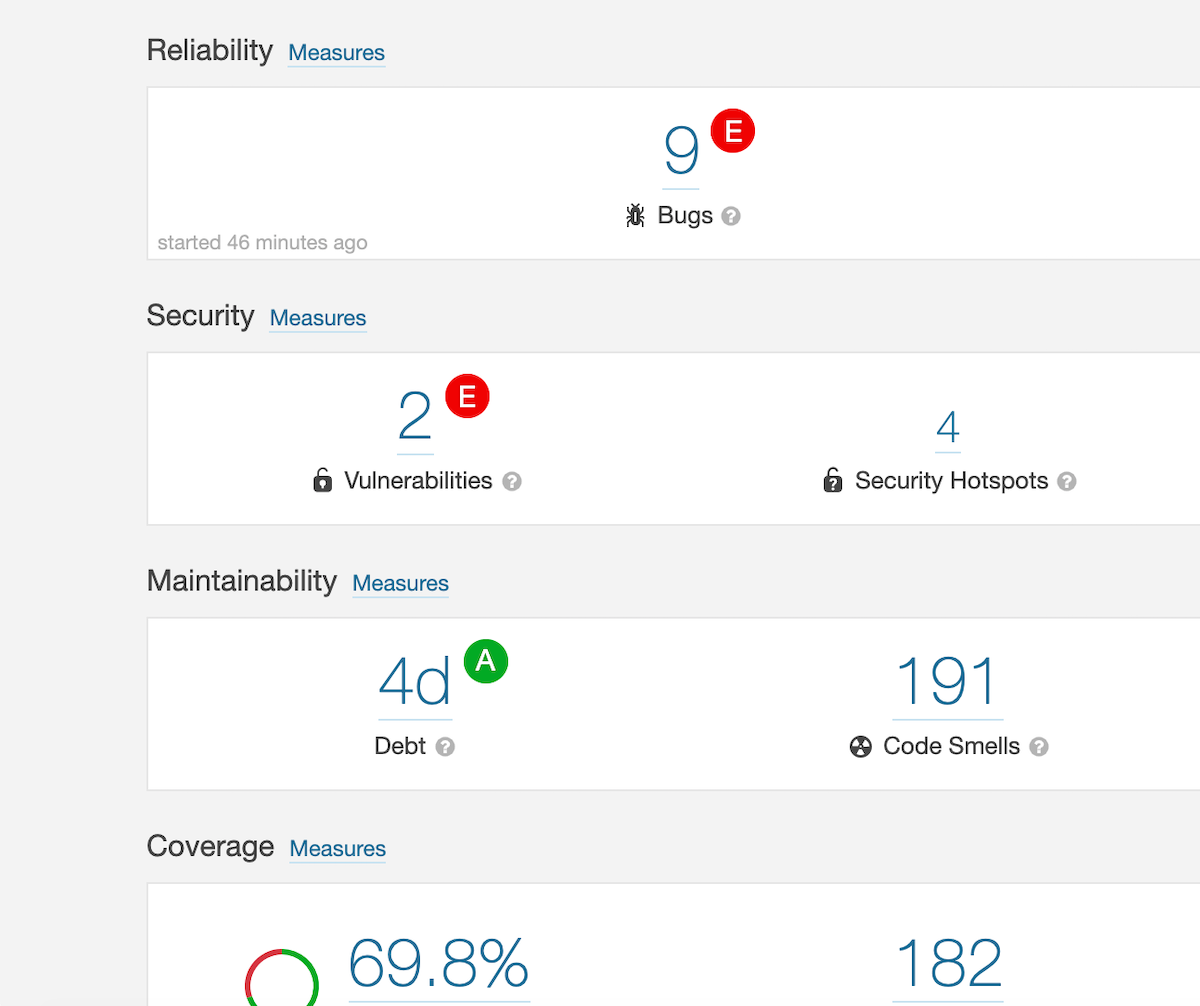 Reliability Measures
9 E
Bugs ?
started 46 minutes ago
Security Measures
2 E
4
Vulnerabilities ?
Security Hotspots ?
Maintainability Measures
4d A
191
Debt ?
Code Smells ?
Coverage Measures
69.8%
182